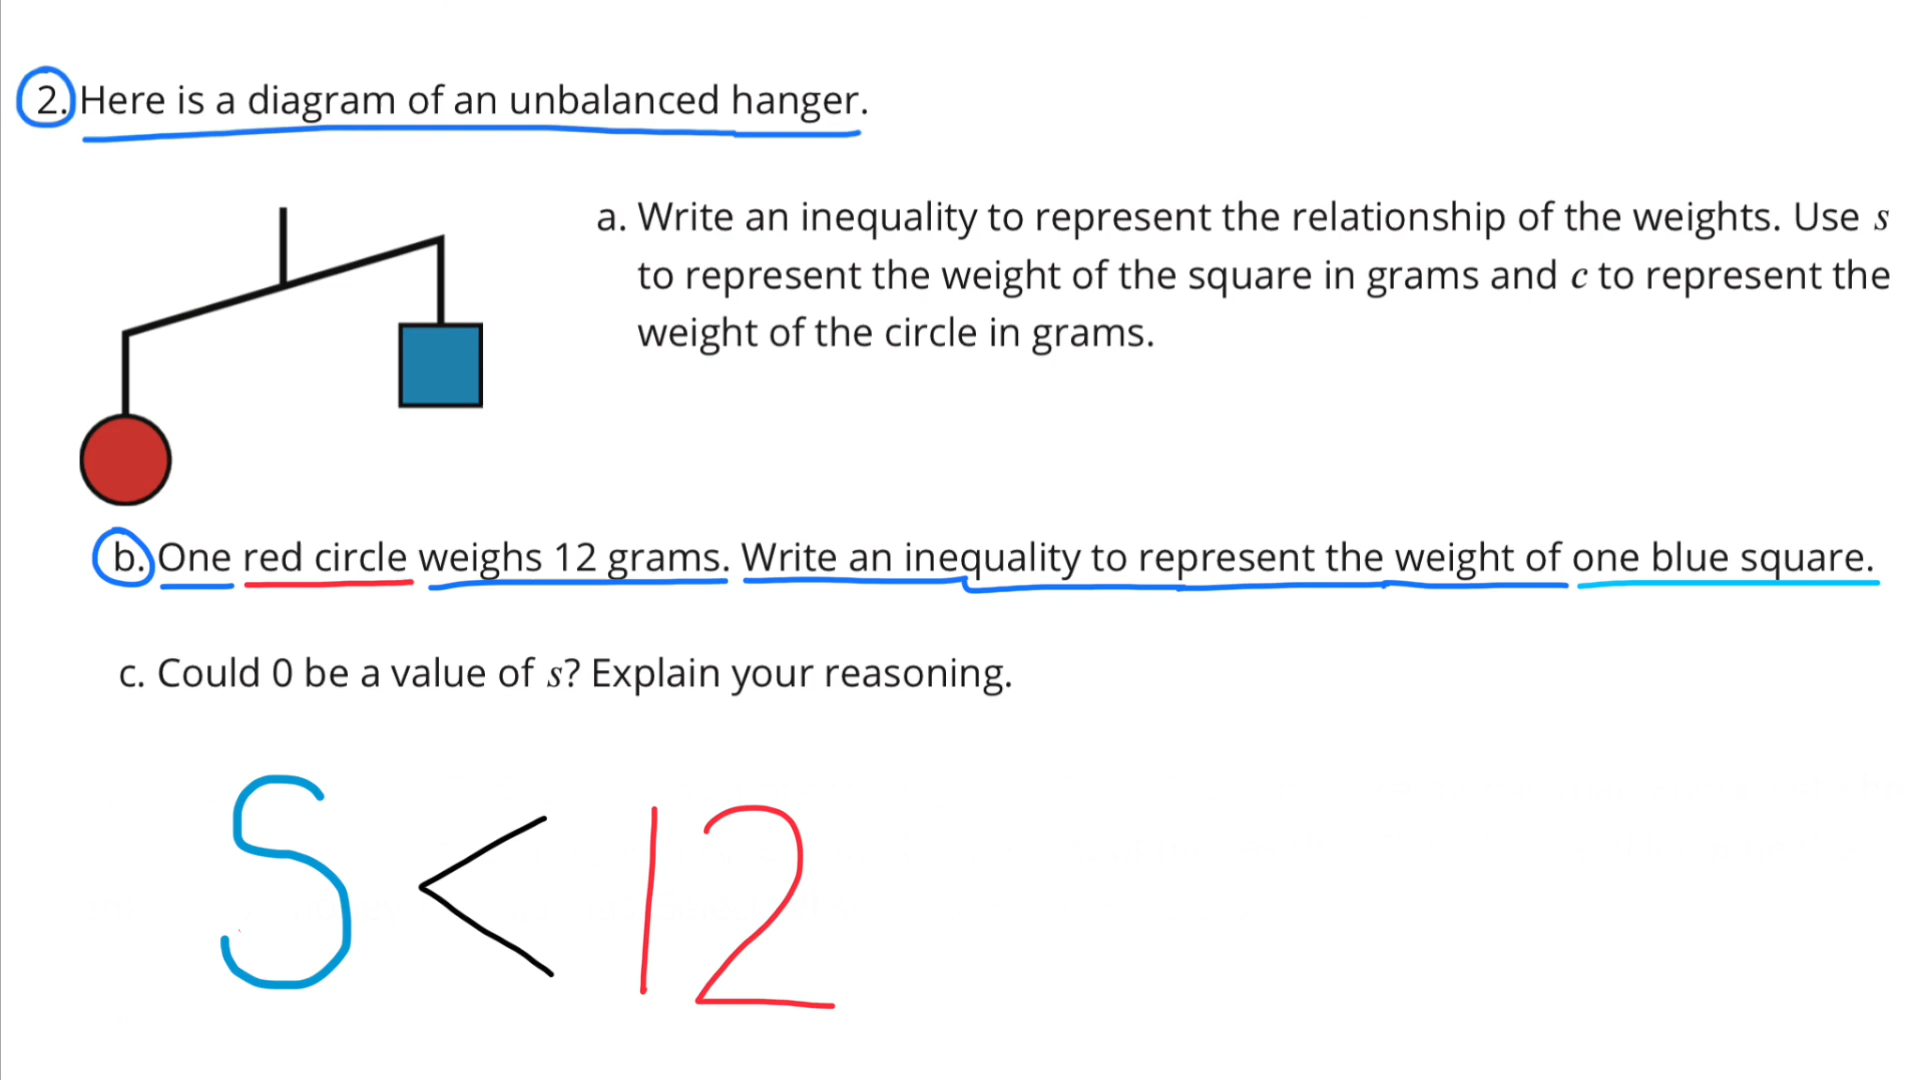 2. Here is a diagram of an unbalanced hanger.
a. Write an inequality to represent the relationship of the weights. Use s
to represent the weight of the square in grams and c to represent the
weight of the circle in grams.
b. One red circle weighs 12 grams. Write an inequality to represent the weight of one blue square.
c. Could 0 be a value of s? Explain your reasoning.
S < 12